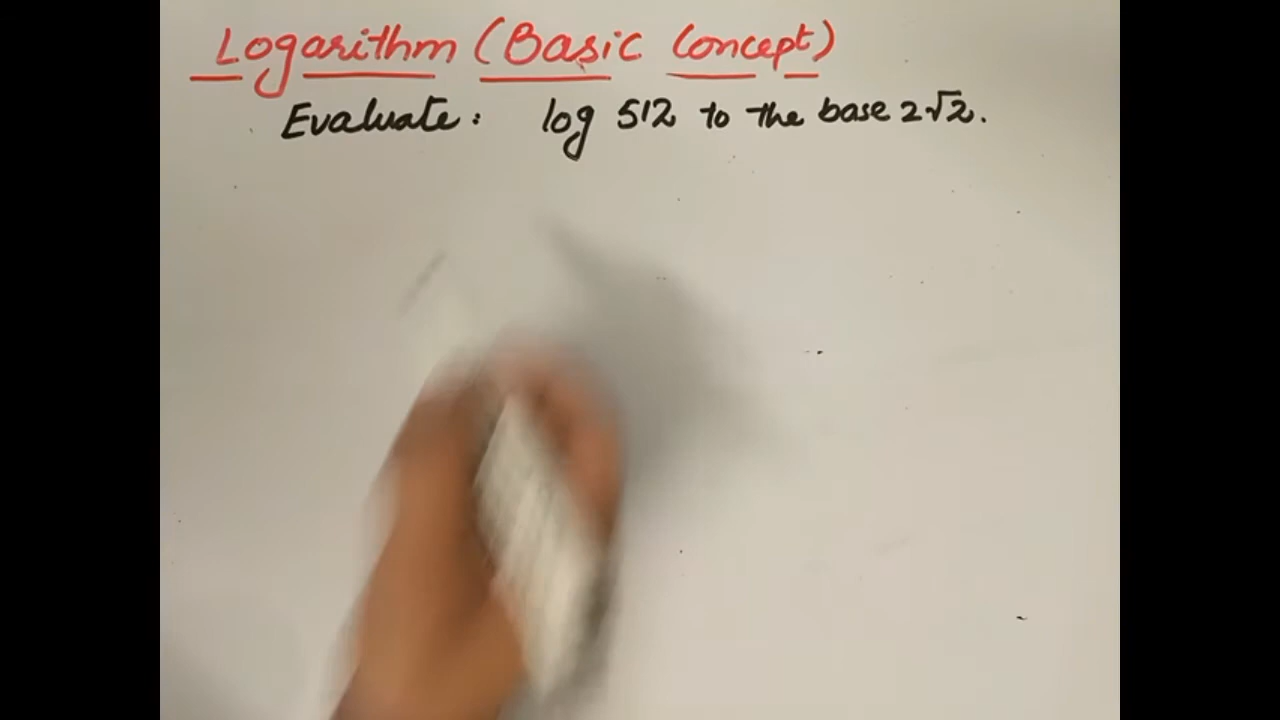 Logarithm (Basic Concept)
Evaluate: log 512 to the base 2√2.